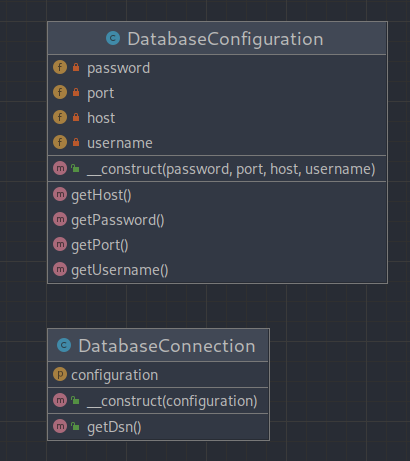 DatabaseConfiguration
password
port
host
username
__construct(password, port, host, username)
getHost()
getPassword()
getPort()
getUsername()
DatabaseConnection
configuration
__construct(configuration)
getDsn()